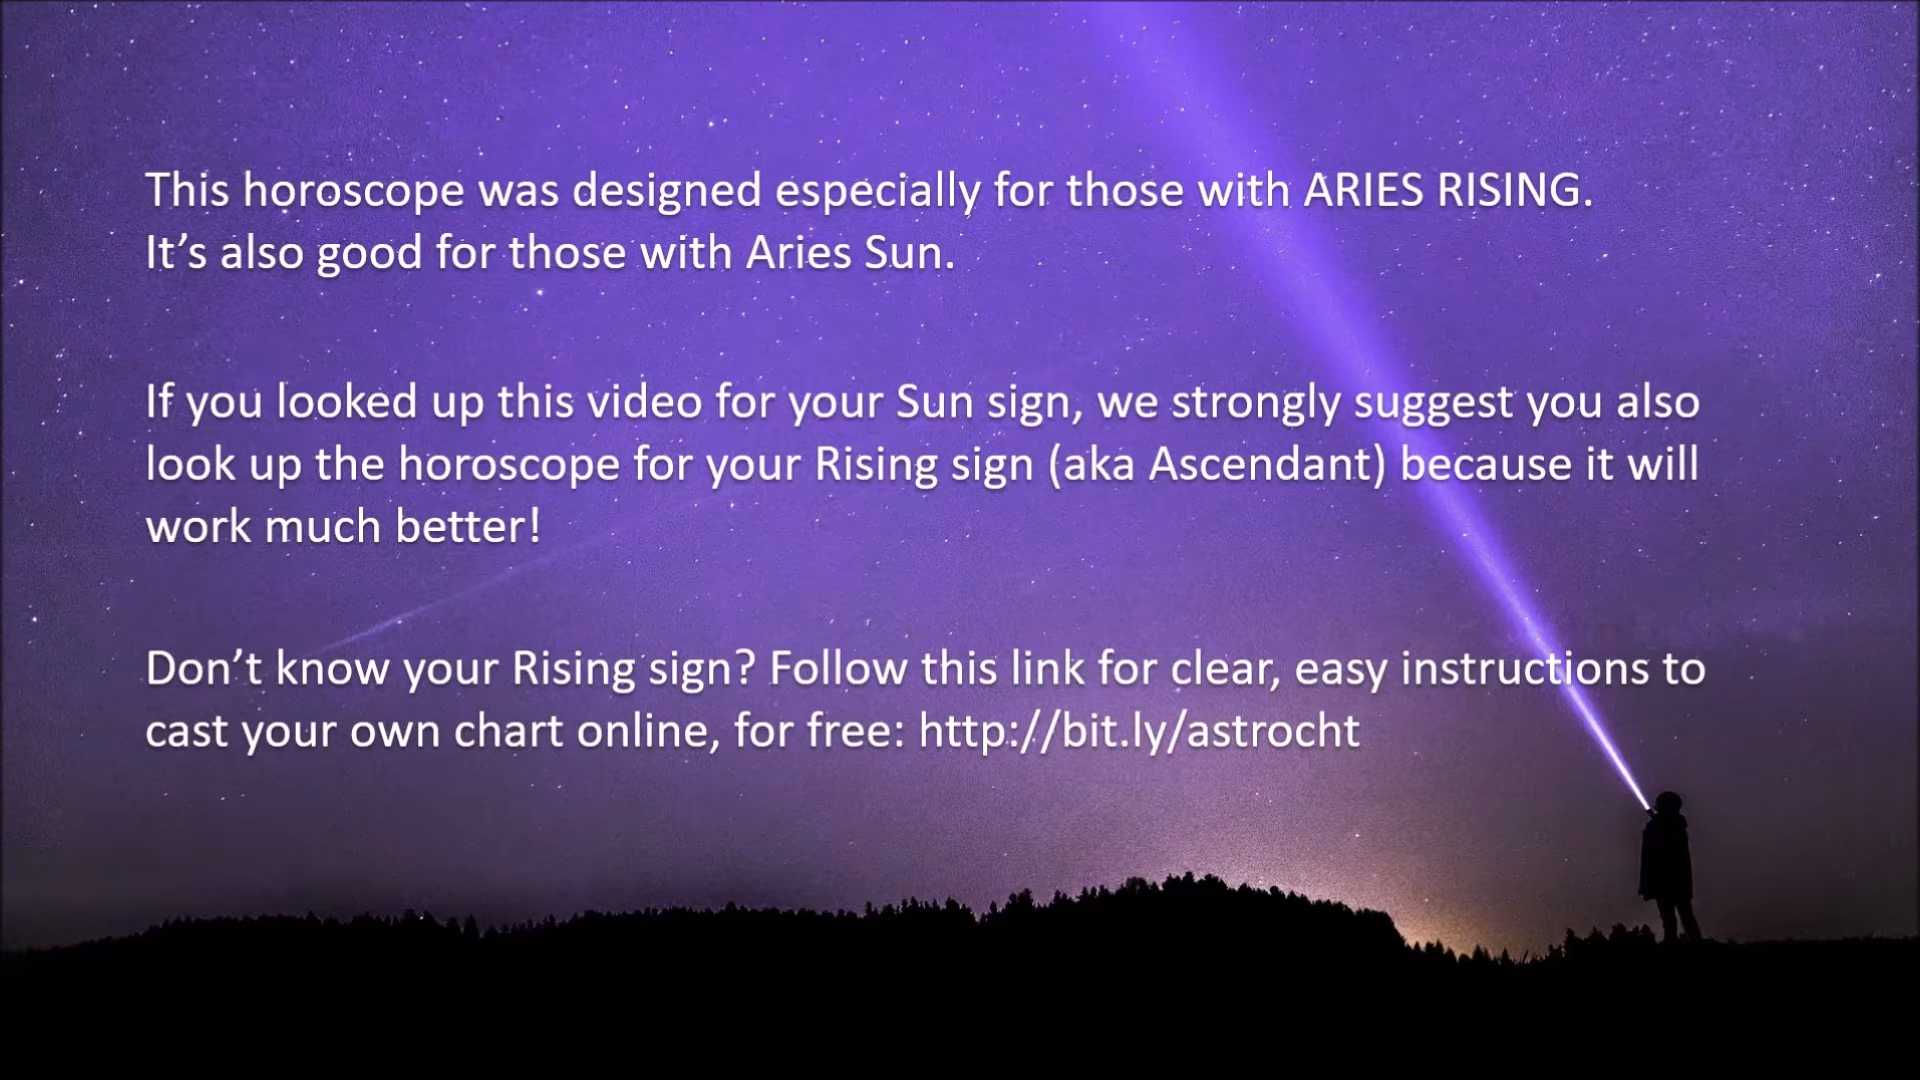 This horoscope was designed especially for those with ARIES RISING.
It’s also good for those with Aries Sun.
If you looked up this video for your Sun sign, we strongly suggest you also
look up the horoscope for your Rising sign (aka Ascendant) because it will
work much better!
Don’t know your Rising sign? Follow this link for clear, easy instructions to
cast your own chart online, for free: http://bit.ly/astrocht